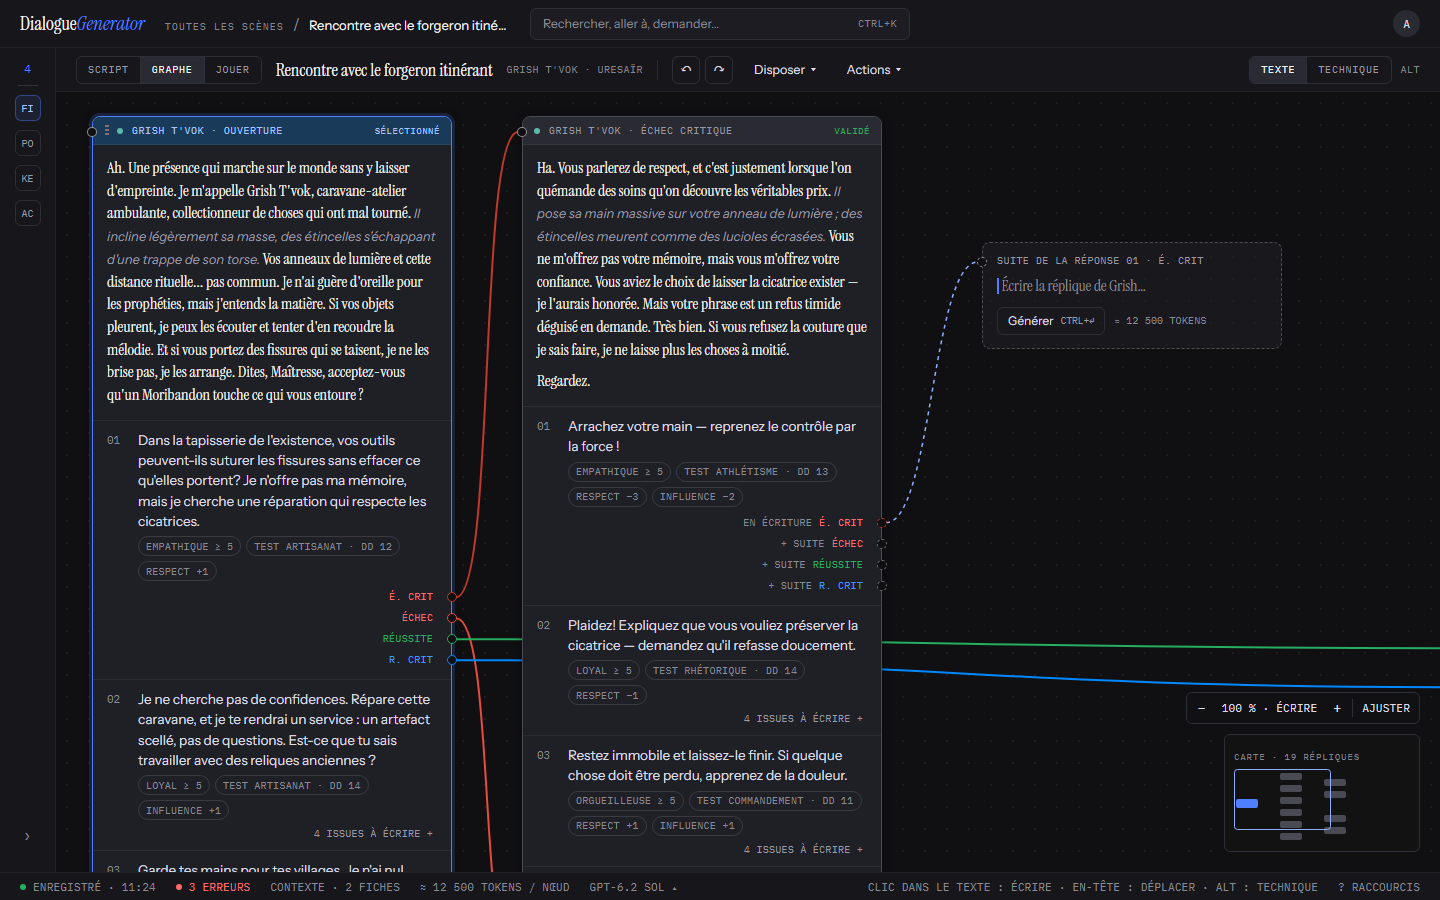 DialogueGenerator TOUTES LES SCÈNES / Rencontre avec le forgeron itiné… Rechercher, aller à, demander… CTRL+K A
4
FI
PO
KE
AC
›
SCRIPT GRAPHE JOUER Rencontre avec le forgeron itinérant GRISH T'VOK · URESAÏR ↶ ↷ Disposer ▾ Actions ▾ TEXTE TECHNIQUE ALT
GRISH T'VOK · OUVERTURE SÉLECTIONNÉ
Ah. Une présence qui marche sur le monde sans y laisser
d'empreinte. Je m'appelle Grish T'vok, caravane-atelier
ambulante, collectionneur de choses qui ont mal tourné. //
incline légèrement sa masse, des étincelles s'échappant
d'une trappe de son torse. Vos anneaux de lumière et cette
distance rituelle… pas commun. Je n'ai guère d'oreille pour
les prophéties, mais j'entends la matière. Si vos objets
pleurent, je peux les écouter et tenter d'en recoudre la
mélodie. Et si vous portez des fissures qui se taisent, je ne les
brise pas, je les arrange. Dites, Maîtresse, acceptez-vous
qu'un Moribandon touche ce qui vous entoure ?
01 Dans la tapisserie de l'existence, vos outils
peuvent-ils suturer les fissures sans effacer ce
qu'elles portent? Je n'offre pas ma mémoire,
mais je cherche une réparation qui respecte les
cicatrices.
EMPATHIQUE ≥ 5 TEST ARTISANAT · DD 12
RESPECT +1
É. CRIT
ÉCHEC
RÉUSSITE
R. CRIT
02 Je ne cherche pas de confidences. Répare cette
caravane, et je te rendrai un service : un artefact
scellé, pas de questions. Est-ce que tu sais
travailler avec des reliques anciennes ?
LOYAL ≥ 5 TEST ARTISANAT · DD 14
INFLUENCE +1
4 ISSUES À ÉCRIRE +
03 Garde tes mains pour tes villages. Je n'ai nul
GRISH T'VOK · ÉCHEC CRITIQUE VALIDÉ
Ha. Vous parlerez de respect, et c'est justement lorsque l'on
quémande des soins qu'on découvre les véritables prix. //
pose sa main massive sur votre anneau de lumière ; des
étincelles meurent comme des lucioles écrasées. Vous
ne m'offrez pas votre mémoire, mais vous m'offrez votre
confiance. Vous aviez le choix de laisser la cicatrice exister —
je l'aurais honorée. Mais votre phrase est un refus timide
déguisé en demande. Très bien. Si vous refusez la couture que
je sais faire, je ne laisse plus les choses à moitié.
Regardez.
01 Arrachez votre main — reprenez le contrôle par
la force !
EMPATHIQUE ≥ 5 TEST ATHLÉTISME · DD 13
RESPECT −3 INFLUENCE −2
EN ÉCRITURE É. CRIT
+ SUITE ÉCHEC
+ SUITE RÉUSSITE
+ SUITE R. CRIT
02 Plaidez! Expliquez que vous vouliez préserver la
cicatrice — demandez qu'il refasse doucement.
LOYAL ≥ 5 TEST RHÉTORIQUE · DD 14
RESPECT −1
4 ISSUES À ÉCRIRE +
03 Restez immobile et laissez-le finir. Si quelque
chose doit être perdu, apprenez de la douleur.
ORGUEILLEUSE ≥ 5 TEST COMMANDEMENT · DD 11
RESPECT +1 INFLUENCE +1
4 ISSUES À ÉCRIRE +
SUITE DE LA RÉPONSE 01 · É. CRIT
Écrire la réplique de Grish…
Générer CTRL+↵ ≈ 12 500 TOKENS
− 100 % · ÉCRIRE + AJUSTER
CARTE · 19 RÉPLIQUES
ENREGISTRÉ · 11:24 3 ERREURS CONTEXTE · 2 FICHES ≈ 12 500 TOKENS / NŒUD GPT-6.2 SOL ▴ CLIC DANS LE TEXTE : ÉCRIRE · EN-TÊTE : DÉPLACER · ALT : TECHNIQUE ? RACCOURCIS